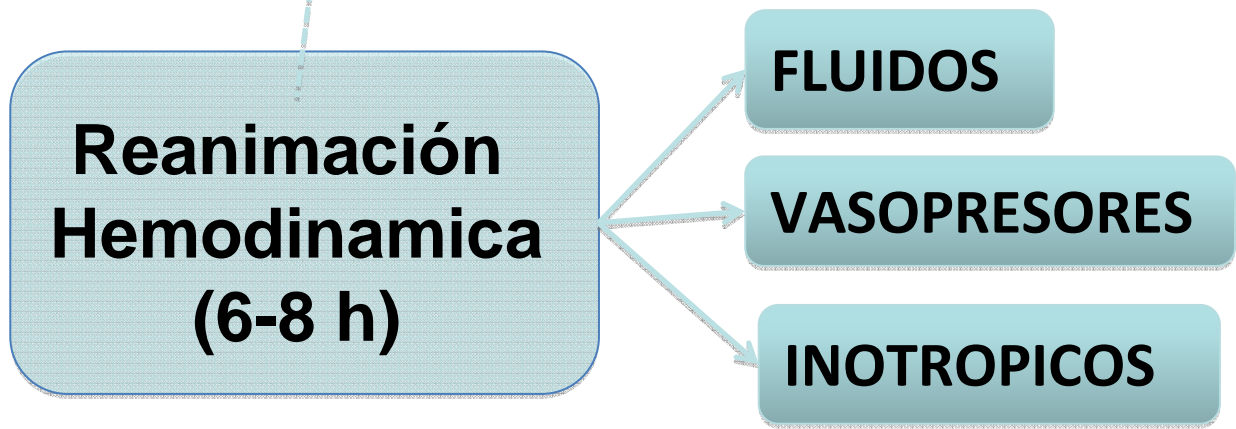 Reanimación
Hemodinamica
(6-8 h)
FLUIDOS
VASOPRESORES
INOTROPICOS